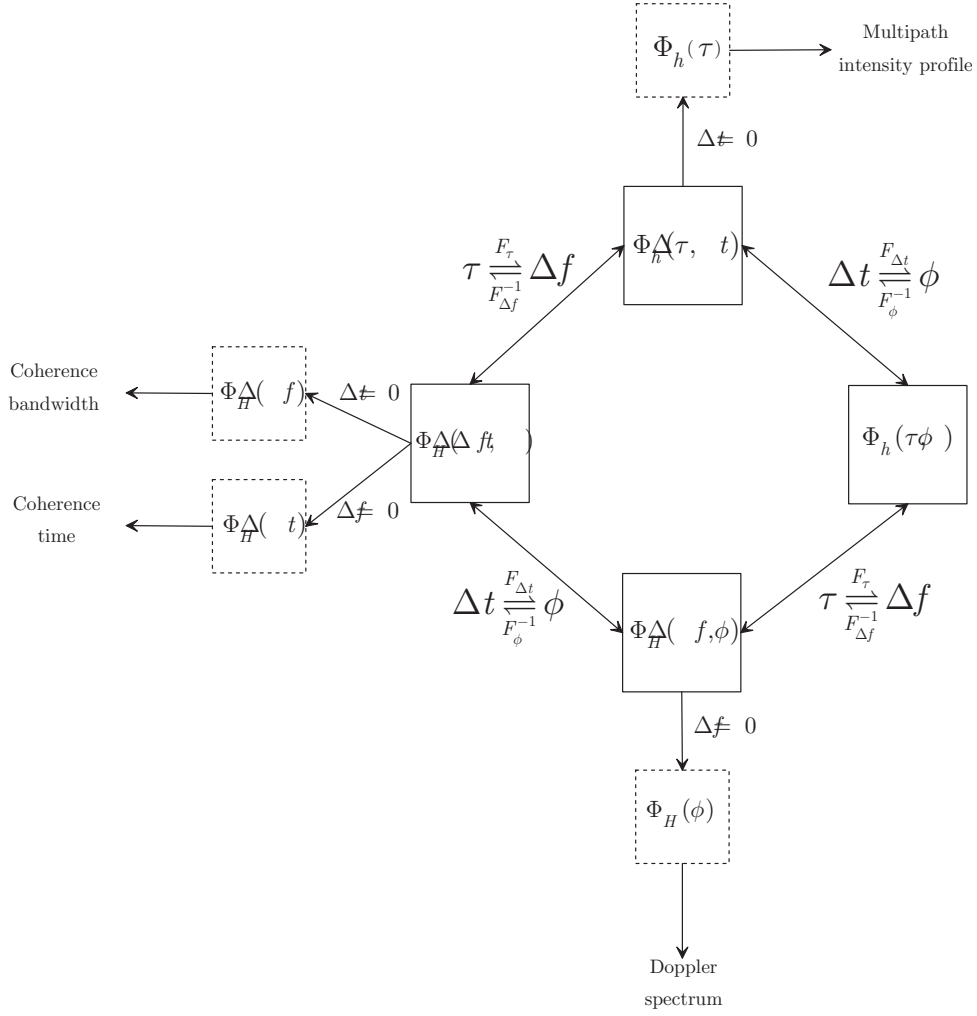 Φ_h(τ)
Multipath
intensity profile
Δt = 0
Φ_h(τ, Δt)
τ ⇌ Δf
F_τ
F_Δf^-1
Δt ⇌ ϕ
F_Δt
F_ϕ^-1
Coherence
bandwidth
Φ_H(Δf)
Δt = 0
Φ_H(Δf, Δt)
Φ_h(τ, ϕ)
Coherence
time
Φ_H(Δt)
Δf = 0
Δt ⇌ ϕ
F_Δt
F_ϕ^-1
Φ_H(Δf, ϕ)
τ ⇌ Δf
F_τ
F_Δf^-1
Δf = 0
Φ_H(ϕ)
Doppler
spectrum